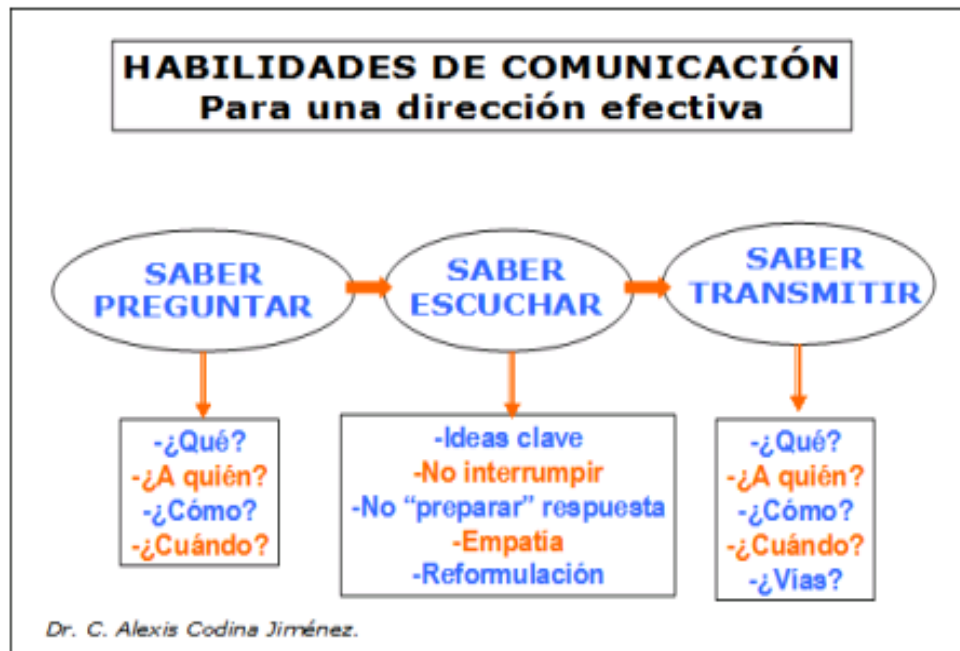 HABILIDADES DE COMUNICACIÓN
Para una dirección efectiva
SABER
PREGUNTAR
SABER
ESCUCHAR
SABER
TRANSMITIR
-¿Qué?
-¿A quién?
-¿Cómo?
-¿Cuándo?
-Ideas clave
-No interrumpir
-No “preparar” respuesta
-Empatía
-Reformulación
-¿Qué?
-¿A quién?
-¿Cómo?
-¿Cuándo?
-¿Vías?
Dr. C. Alexis Codina Jiménez.